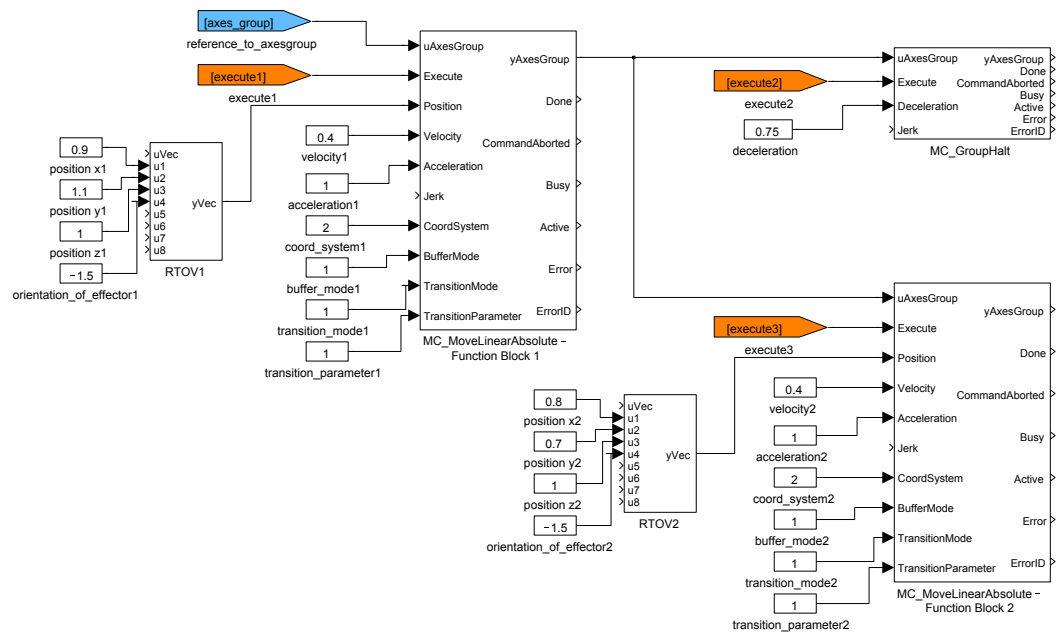 [axes_group]
reference_to_axesgroup
[execute1]
execute1
0.9
position x1
1.1
position y1
1
position z1
−1.5
orientation_of_effector1
uVec
u1
u2
u3
u4
u5
u6
u7
u8
yVec
RTOV1
0.4
velocity1
1
acceleration1
2
coord_system1
1
buffer_mode1
1
transition_mode1
1
transition_parameter1
uAxesGroup
Execute
Position
Velocity
Acceleration
Jerk
CoordSystem
BufferMode
TransitionMode
TransitionParameter
yAxesGroup
Done
CommandAborted
Busy
Active
Error
ErrorID
MC_MoveLinearAbsolute −
Function Block 1
[execute2]
execute2
0.75
deceleration
uAxesGroup
Execute
Deceleration
Jerk
yAxesGroup
Done
CommandAborted
Busy
Active
Error
ErrorID
MC_GroupHalt
[execute3]
execute3
0.8
position x2
0.7
position y2
1
position z2
−1.5
orientation_of_effector2
uVec
u1
u2
u3
u4
u5
u6
u7
u8
yVec
RTOV2
0.4
velocity2
1
acceleration2
2
coord_system2
1
buffer_mode2
1
transition_mode2
1
transition_parameter2
uAxesGroup
Execute
Position
Velocity
Acceleration
Jerk
CoordSystem
BufferMode
TransitionMode
TransitionParameter
yAxesGroup
Done
CommandAborted
Busy
Active
Error
ErrorID
MC_MoveLinearAbsolute −
Function Block 2